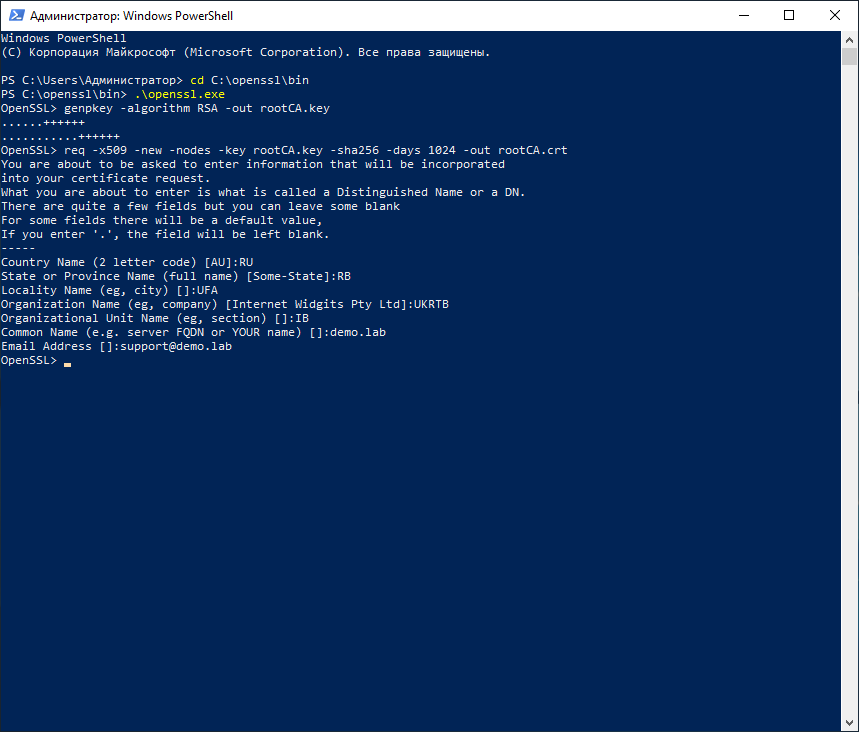 Администратор: Windows PowerShell
Windows PowerShell
(C) Корпорация Майкрософт (Microsoft Corporation). Все права защищены.
PS C:\Users\Администратор> cd C:\openssl\bin
PS C:\openssl\bin> .\openssl.exe
OpenSSL> genpkey -algorithm RSA -out rootCA.key
......++++++
...........++++++
OpenSSL> req -x509 -new -nodes -key rootCA.key -sha256 -days 1024 -out rootCA.crt
You are about to be asked to enter information that will be incorporated
into your certificate request.
What you are about to enter is what is called a Distinguished Name or a DN.
There are quite a few fields but you can leave some blank
For some fields there will be a default value,
If you enter '.', the field will be left blank.
-----
Country Name (2 letter code) [AU]:RU
State or Province Name (full name) [Some-State]:RB
Locality Name (eg, city) []:UFA
Organization Name (eg, company) [Internet Widgits Pty Ltd]:UKRTB
Organizational Unit Name (eg, section) []:IB
Common Name (e.g. server FQDN or YOUR name) []:demo.lab
Email Address []:support@demo.lab
OpenSSL>